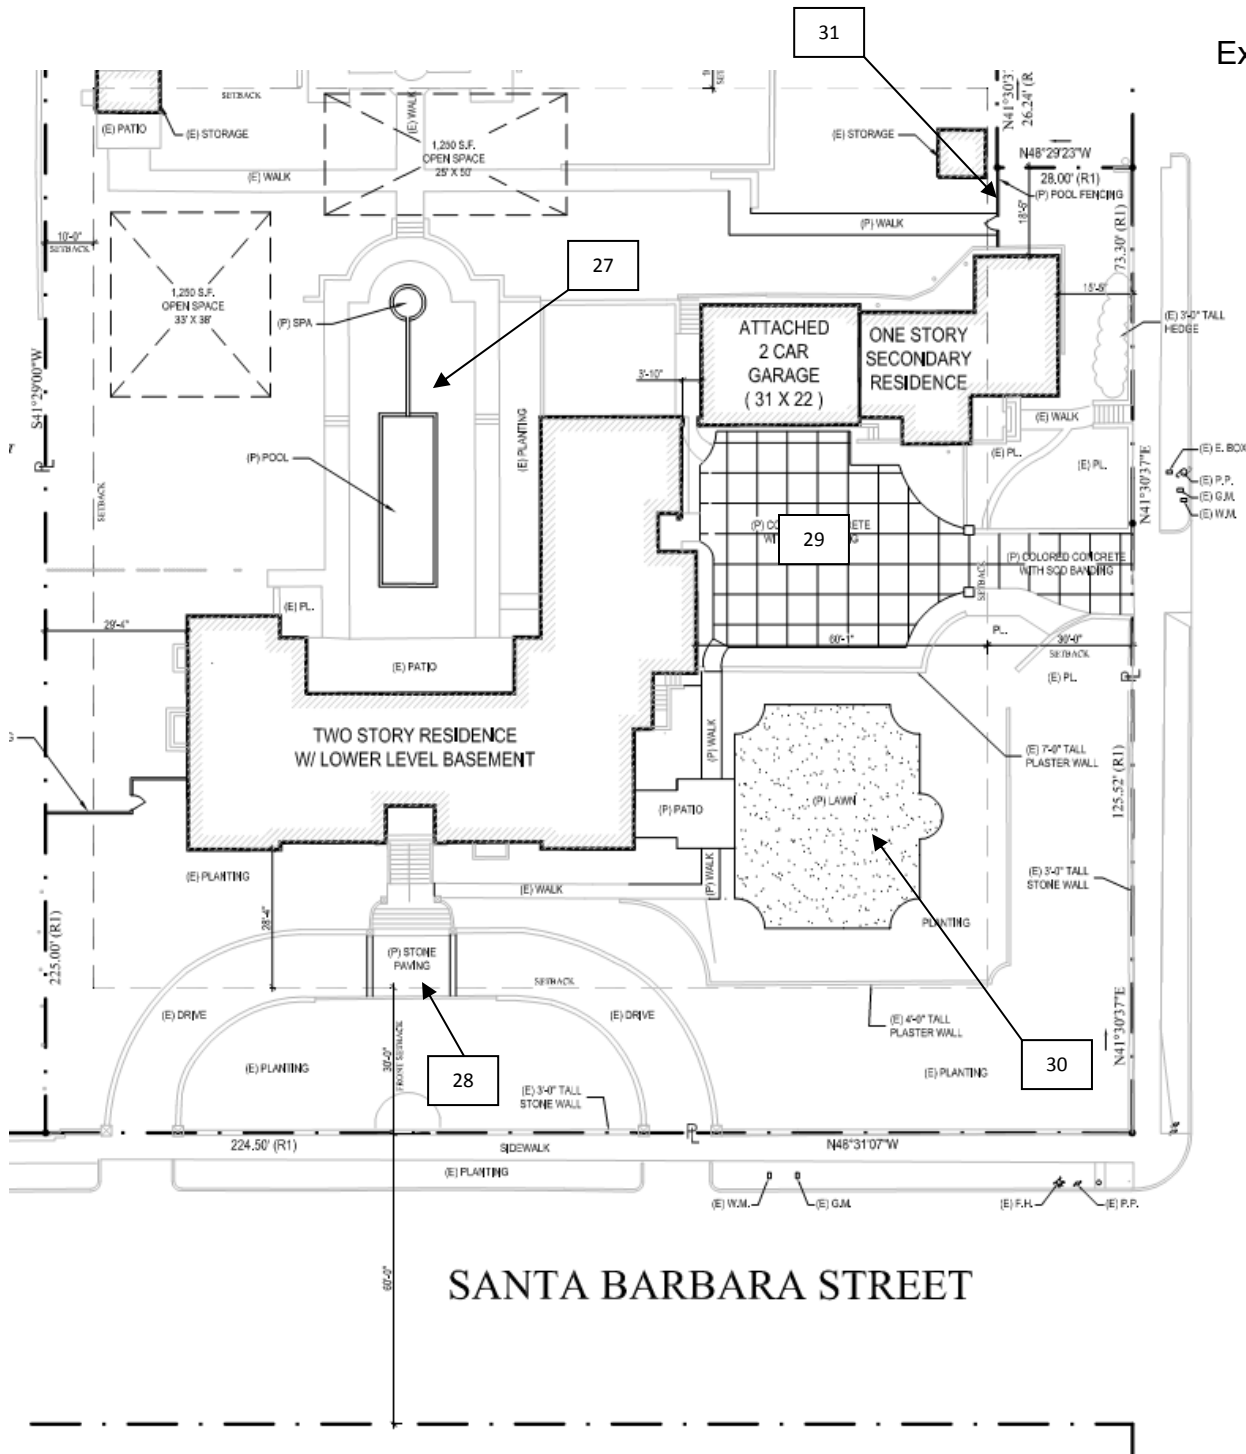 31
Ex
SETBACK
N41°30'3
26.24' (R
(E) PATIO
(E) STORAGE
(E) WALK
1,250 S.F.
OPEN SPACE
25' X 50'
(E) STORAGE
N48°29'23"W
28.00' (R1)
(P) POOL FENCING
(E) WALK
18'-6"
(P) WALK
73.30' (R1)
10'-0"
SETBACK
27
1,250 S.F.
OPEN SPACE
33' X 38'
(P) SPA
15'-5"
(E) 3'-0" TALL
HEDGE
ATTACHED
2 CAR
GARAGE
( 31 X 22 )
ONE STORY
SECONDARY
RESIDENCE
S41°29'00"W
3'-10"
(E) WALK
(E) PLANTING
(P) POOL
(E) PL.
(E) PL.
(E) E. BOX
(E) P.P.
(E) G.M.
(E) W.M.
N41°30'37"E
PL
SETBACK
29
(P) COLORED CONCRETE
WITH SOD BANDING
SETBACK
(E) PL.
29'-4"
60'-1"
PL.
30'-0"
SETBACK
(E) PATIO
(E) PL.
PL
TWO STORY RESIDENCE
W/ LOWER LEVEL BASEMENT
(P) WALK
(E) 7'-0" TALL
PLASTER WALL
125.52' (R1)
(P) PATIO
(P) LAWN
(E) PLANTING
(E) WALK
(P) WALK
(E) 3'-0" TALL
STONE WALL
225.00' (R1)
28'-4"
PLANTING
(P) STONE
PAVING
SETBACK
(E) DRIVE
(E) DRIVE
(E) 4'-0" TALL
PLASTER WALL
N41°30'37"E
(E) PLANTING
30'-0"
FRONT SETBACK
28
30
(E) PLANTING
(E) 3'-0" TALL
STONE WALL
224.50' (R1)
SIDEWALK
PL
N48°31'07"W
(E) PLANTING
(E) W.M.
(E) G.M.
(E) F.H.
(E) P.P.
60'-0"
SANTA BARBARA STREET